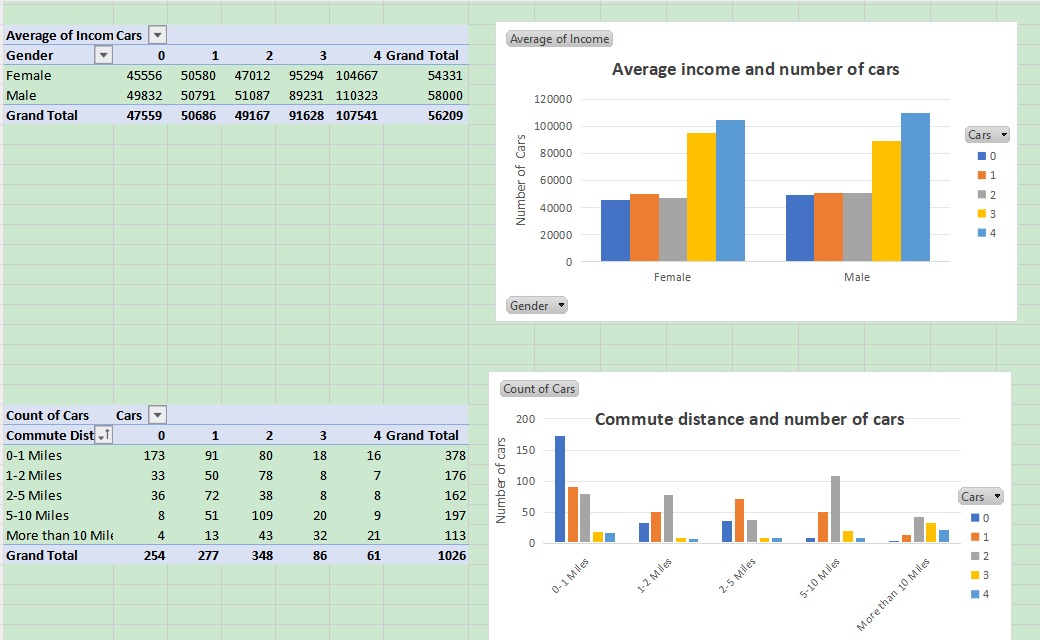 Average of Incom Cars
Gender 0 1 2 3 4 Grand Total
Female 45556 50580 47012 95294 104667 54331
Male 49832 50791 51087 89231 110323 58000
Grand Total 47559 50686 49167 91628 107541 56209
Average of Income
Average income and number of cars
120000
100000
80000
60000
40000
20000
0
Number of Cars
Female Male
Cars
0
1
2
3
4
Gender
Count of Cars Cars
Commute Dist 0 1 2 3 4 Grand Total
0-1 Miles 173 91 80 18 16 378
1-2 Miles 33 50 78 8 7 176
2-5 Miles 36 72 38 8 8 162
5-10 Miles 8 51 109 20 9 197
More than 10 Mile 4 13 43 32 21 113
Grand Total 254 277 348 86 61 1026
Count of Cars
Commute distance and number of cars
200
150
100
50
0
Number of cars
0-1 Miles
1-2 Miles
2-5 Miles
5-10 Miles
More than 10 Miles
Cars
0
1
2
3
4